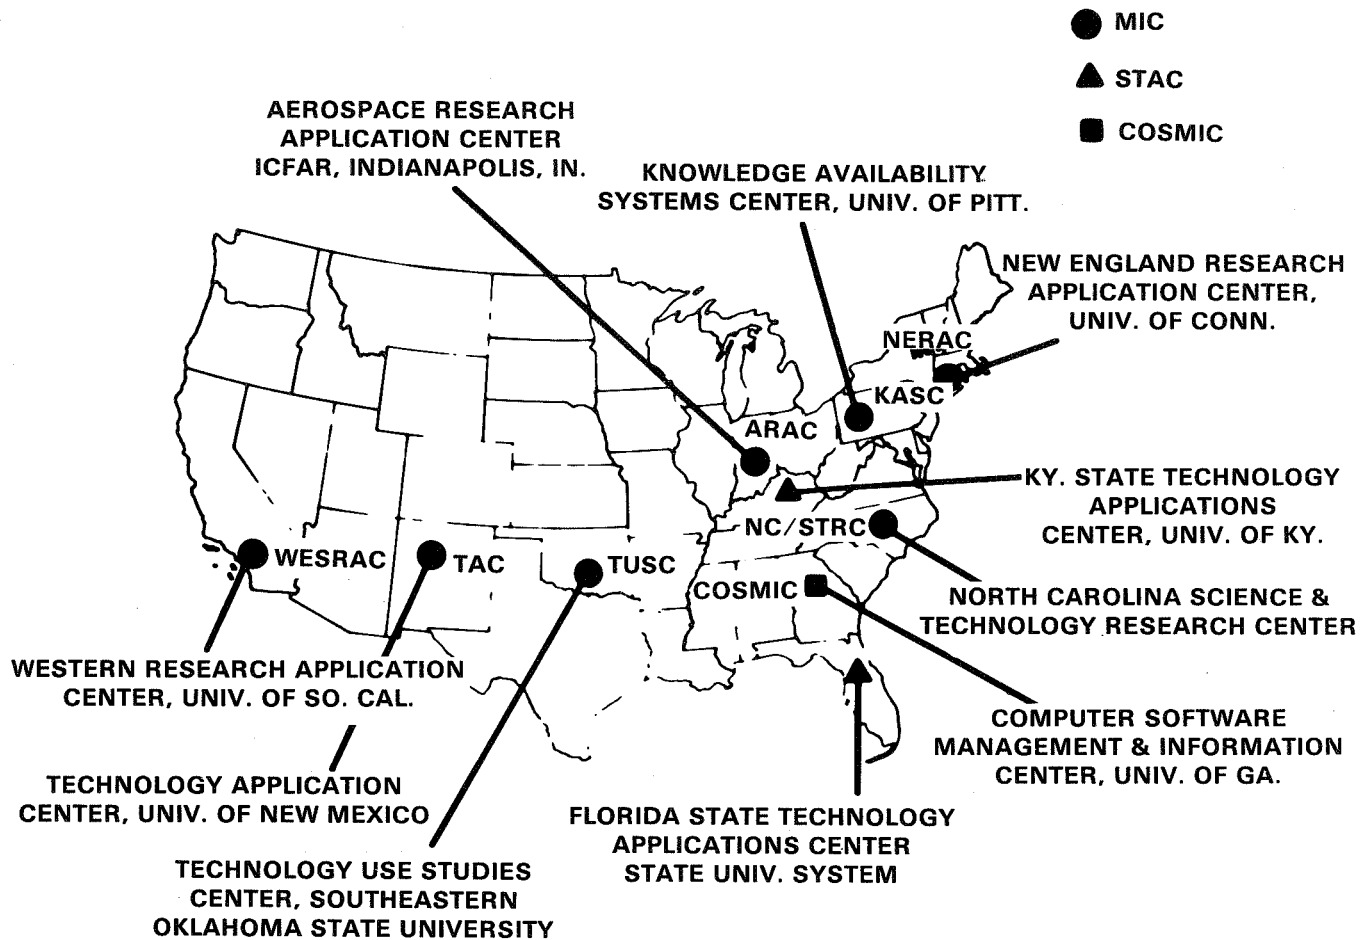 MIC
STAC
COSMIC
AEROSPACE RESEARCH
APPLICATION CENTER
ICFAR, INDIANAPOLIS, IN.
KNOWLEDGE AVAILABILITY
SYSTEMS CENTER, UNIV. OF PITT.
NEW ENGLAND RESEARCH
APPLICATION CENTER,
UNIV. OF CONN.
NERAC
KASC
ARAC
KY. STATE TECHNOLOGY
APPLICATIONS
CENTER, UNIV. OF KY.
NC/STRC
WESRAC
TAC
TUSC
COSMIC
NORTH CAROLINA SCIENCE &
TECHNOLOGY RESEARCH CENTER
WESTERN RESEARCH APPLICATION
CENTER, UNIV. OF SO. CAL.
COMPUTER SOFTWARE
MANAGEMENT & INFORMATION
CENTER, UNIV. OF GA.
TECHNOLOGY APPLICATION
CENTER, UNIV. OF NEW MEXICO
FLORIDA STATE TECHNOLOGY
APPLICATIONS CENTER
STATE UNIV. SYSTEM
TECHNOLOGY USE STUDIES
CENTER, SOUTHEASTERN
OKLAHOMA STATE UNIVERSITY